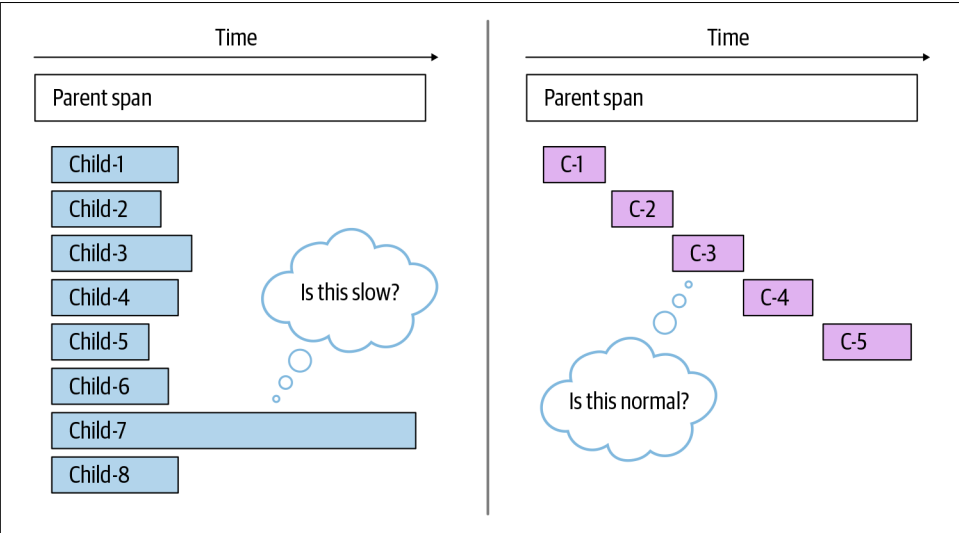 Time
Parent span
Child-1
Child-2
Child-3
Child-4
Child-5
Child-6
Child-7
Child-8
Is this slow?
Time
Parent span
C-1
C-2
C-3
C-4
C-5
Is this normal?